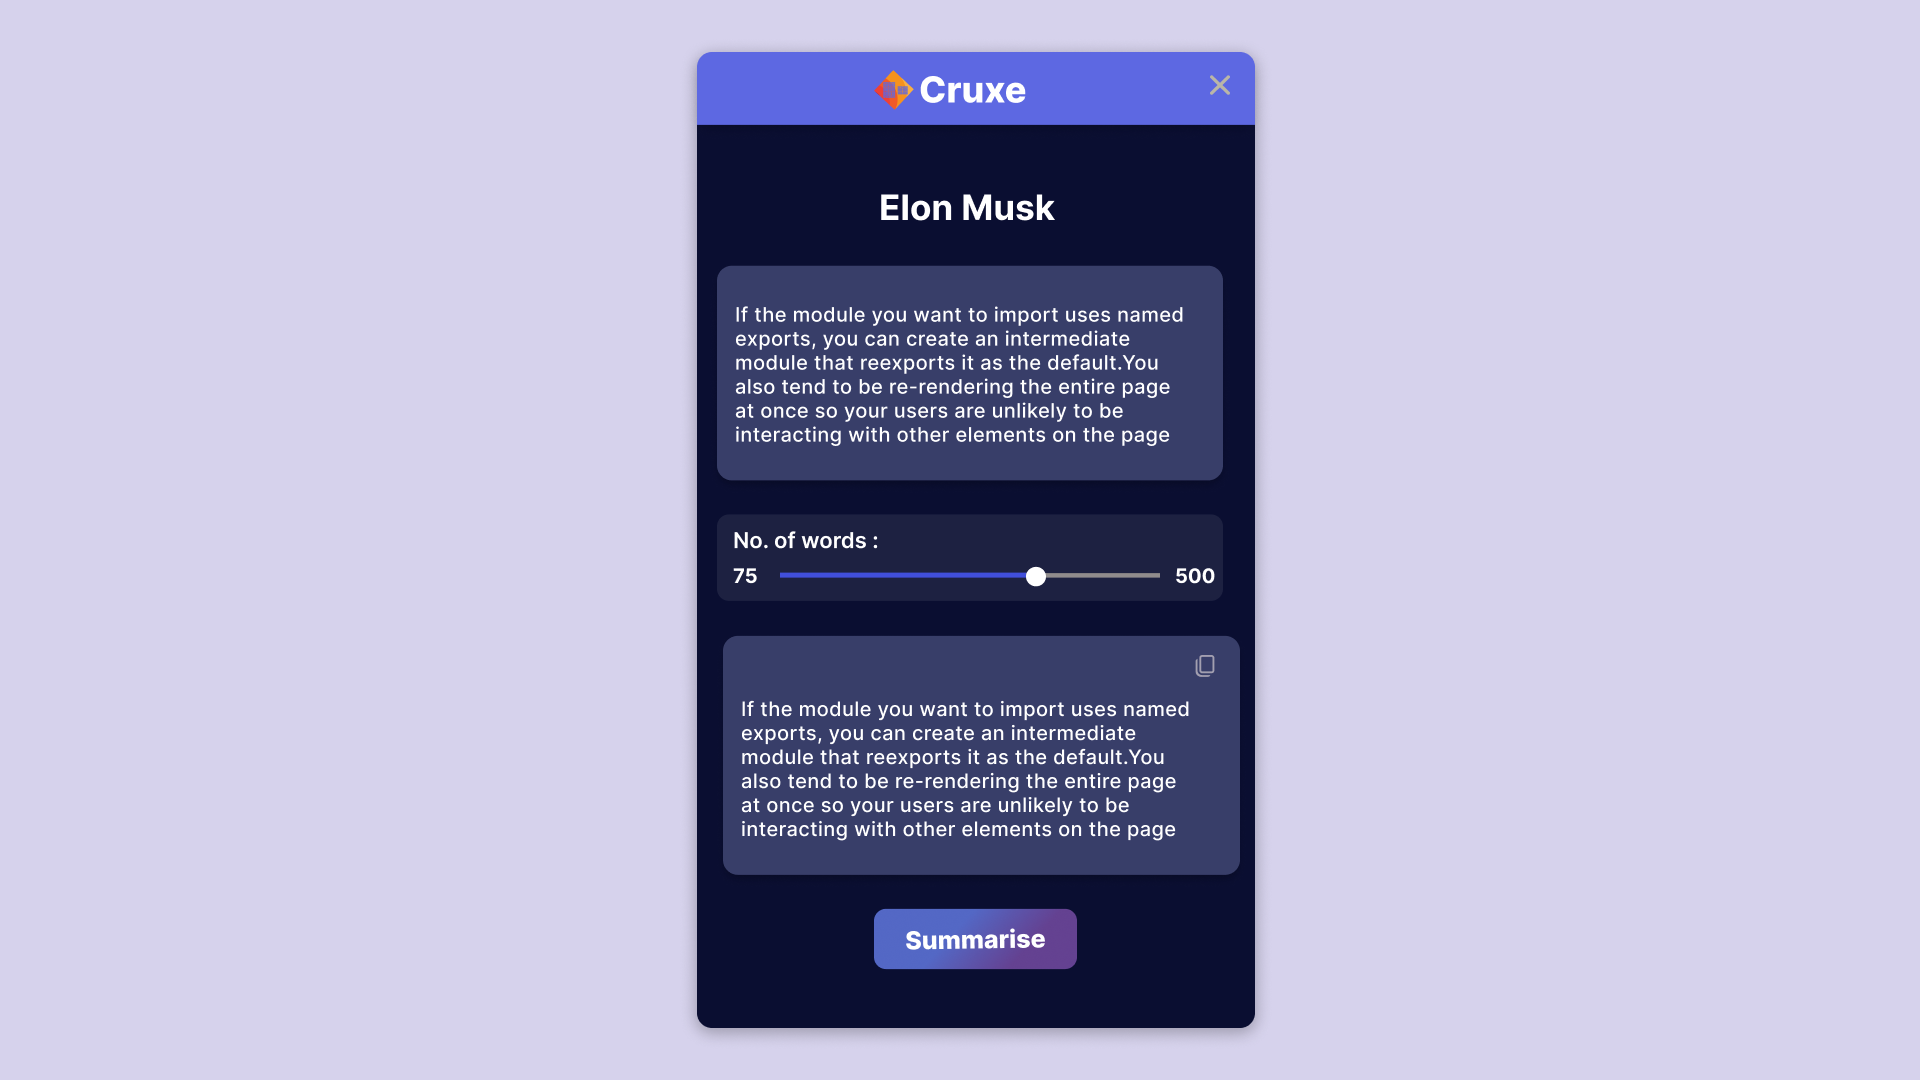 Cruxe
Elon Musk
If the module you want to import uses named
exports, you can create an intermediate
module that reexports it as the default.You
also tend to be re-rendering the entire page
at once so your users are unlikely to be
interacting with other elements on the page
No. of words :
75 500
If the module you want to import uses named
exports, you can create an intermediate
module that reexports it as the default.You
also tend to be re-rendering the entire page
at once so your users are unlikely to be
interacting with other elements on the page
Summarise